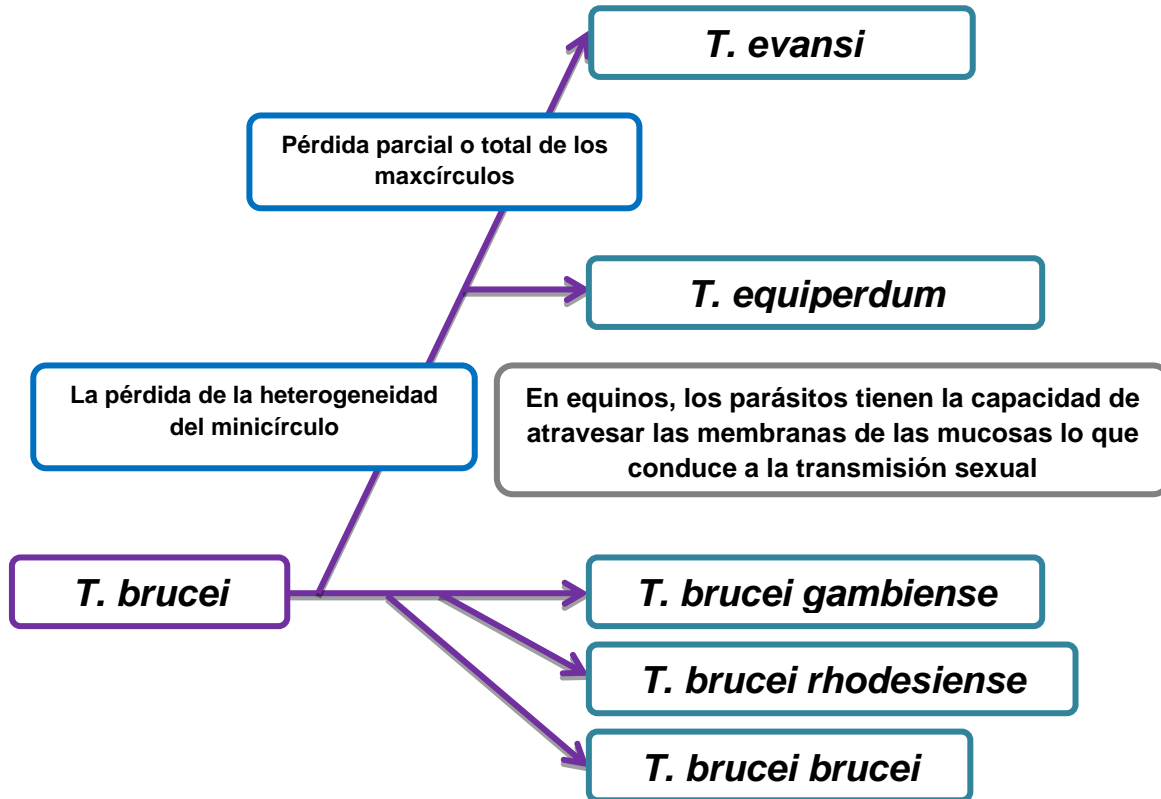 T. evansi
Pérdida parcial o total de los
maxcírculos
T. equiperdum
La pérdida de la heterogeneidad
del minicírculo
En equinos, los parásitos tienen la capacidad de
atravesar las membranas de las mucosas lo que
conduce a la transmisión sexual
T. brucei
T. brucei gambiense
T. brucei rhodesiense
T. brucei brucei